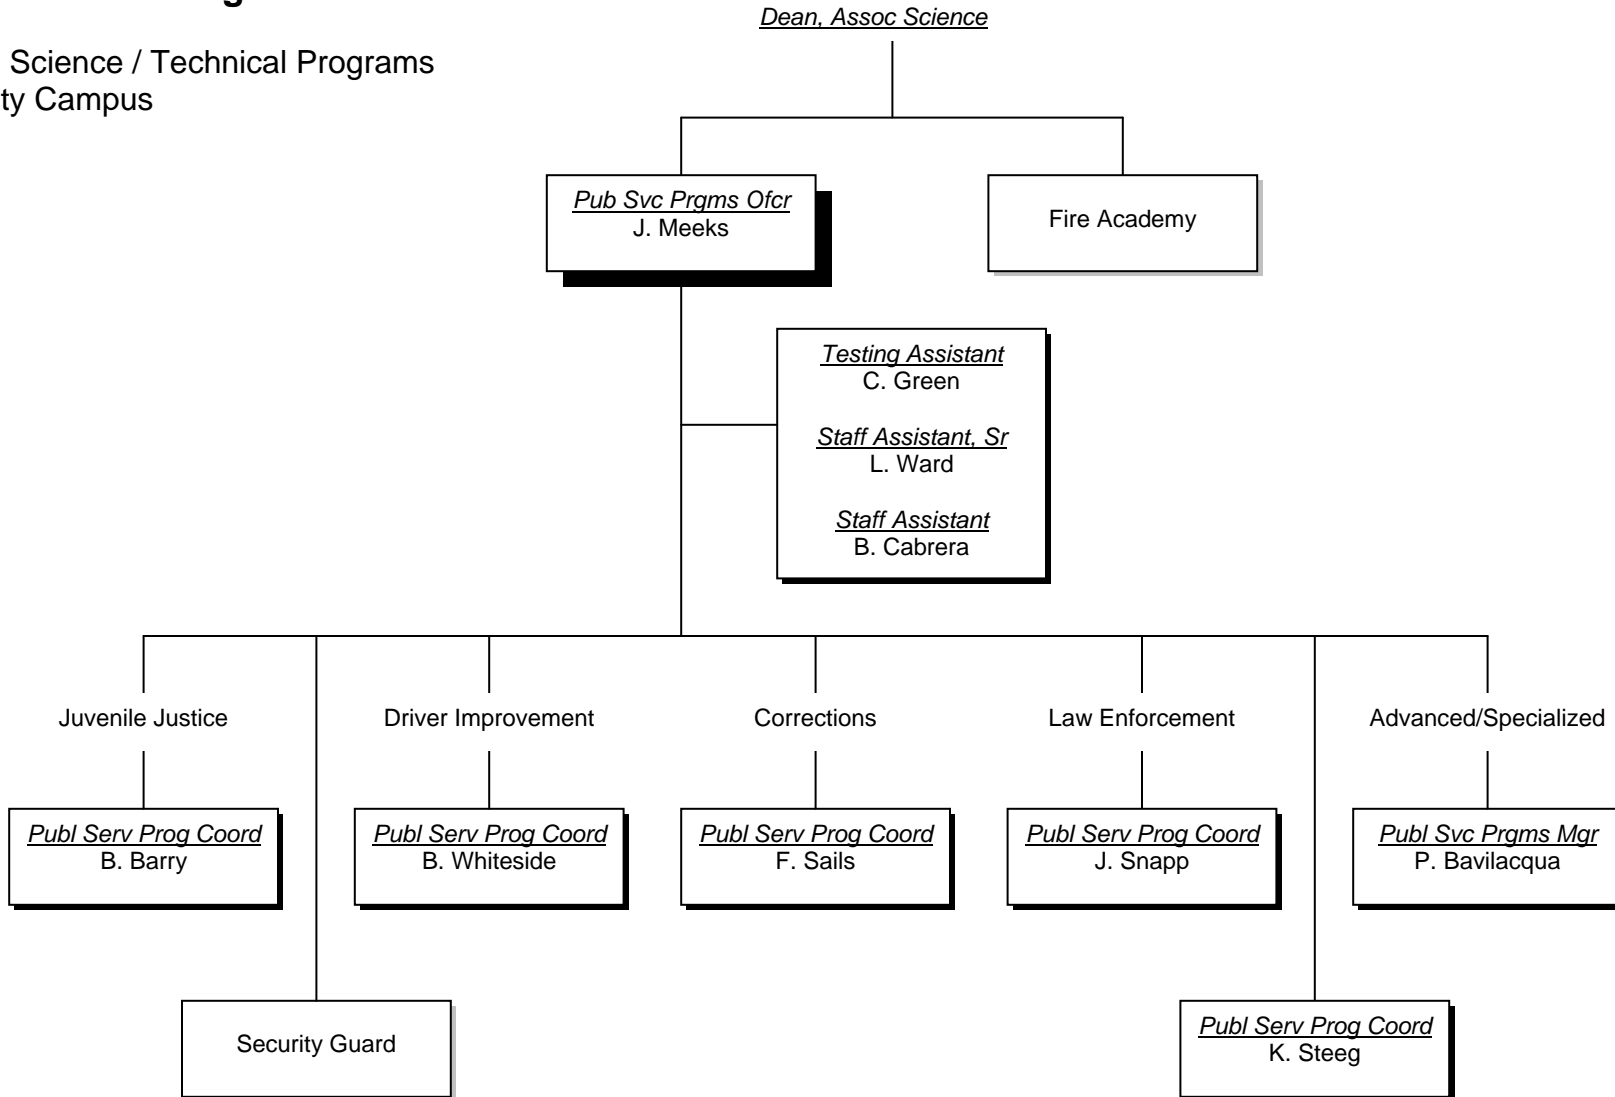 Dean, Assoc Science
Science / Technical Programs
ty Campus
Pub Svc Prgms Ofcr
J. Meeks
Fire Academy
Testing Assistant
C. Green
Staff Assistant, Sr
L. Ward
Staff Assistant
B. Cabrera
Juvenile Justice
Driver Improvement
Corrections
Law Enforcement
Advanced/Specialized
Publ Serv Prog Coord
B. Barry
Publ Serv Prog Coord
B. Whiteside
Publ Serv Prog Coord
F. Sails
Publ Serv Prog Coord
J. Snapp
Publ Svc Prgms Mgr
P. Bavilacqua
Security Guard
Publ Serv Prog Coord
K. Steeg